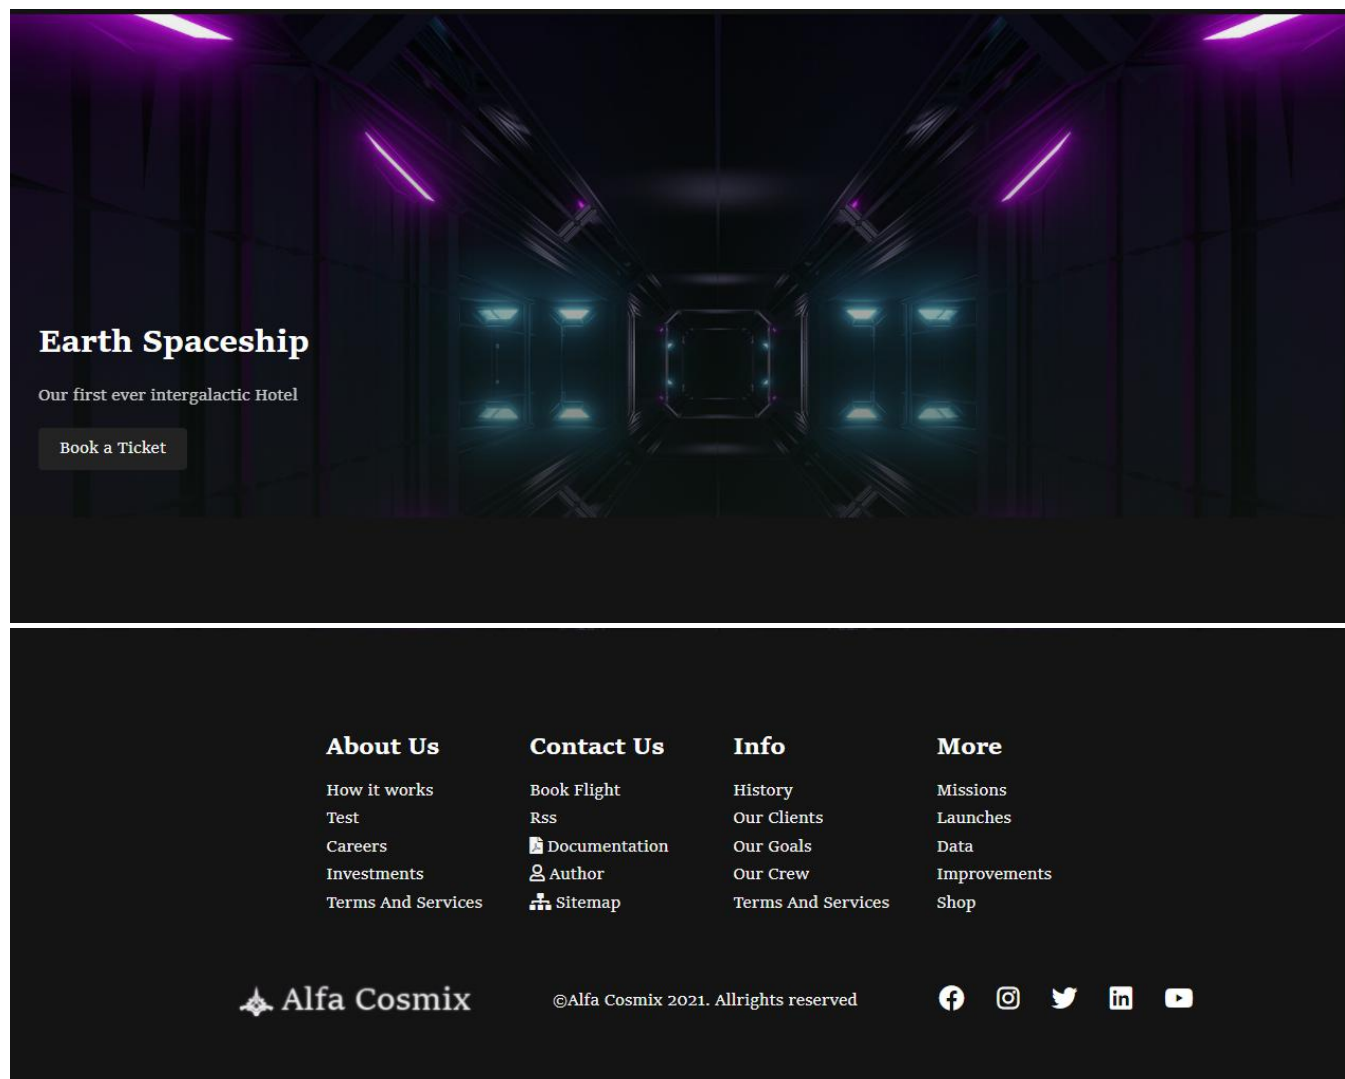 Earth Spaceship
Our first ever intergalactic Hotel
Book a Ticket
About Us
How it works
Test
Careers
Investments
Terms And Services
Contact Us
Book Flight
Rss
Documentation
Author
Sitemap
Info
History
Our Clients
Our Goals
Our Crew
Terms And Services
More
Missions
Launches
Data
Improvements
Shop
Alfa Cosmix
©Alfa Cosmix 2021. Allrights reserved